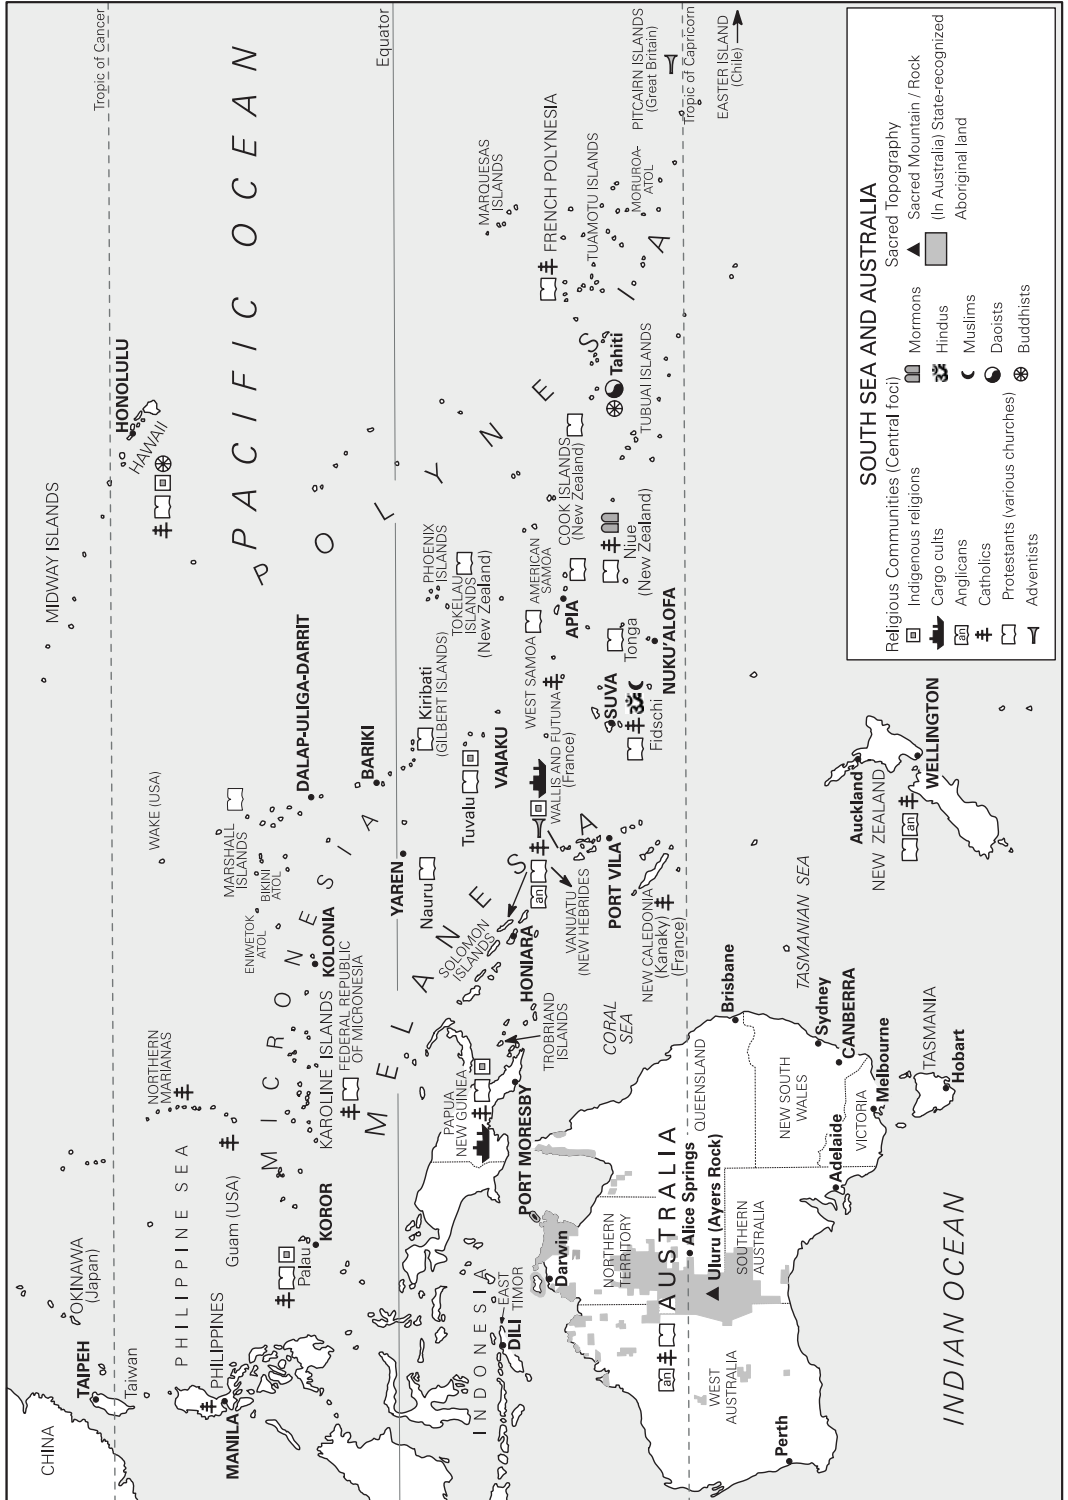 Tropic of Cancer
Equator
Tropic of Capricorn
PACIFIC OCEAN
MIDWAY ISLANDS
HONOLULU
HAWAII
POLYNESIA
WAKE (USA)
DALAP-ULIGA-DARRIT
MARSHALL
ISLANDS
BIKINI
ATOL
ENIWETOK
ATOL
BARIKI
MICRONESIA
KOLONIA
KAROLINE ISLANDS
FEDERAL REPUBLIC
OF MICRONESIA
NORTHERN
MARIANAS
Guam (USA)
PHILIPPINE SEA
OKINAWA
(Japan)
TAIPEH
Taiwan
CHINA
PHILIPPINES
MANILA
Palau
KOROR
YAREN
Nauru
Kiribati
(GILBERT ISLANDS)
PHOENIX
ISLANDS
TOKELAU
ISLANDS
(New Zealand)
Tuvalu
VAIAKU
MARQUESAS
ISLANDS
FRENCH POLYNESIA
TUAMOTU ISLANDS
MORUROA-
ATOL
PITCAIRN ISLANDS
(Great Britain)
EASTER ISLAND
(Chile)
Tahiti
TUBUAI ISLANDS
COOK ISLANDS
(New Zealand)
Niue
(New Zealand)
AMERICAN
SAMOA
WEST SAMOA
APIA
Tonga
NUKU'ALOFA
WALLIS AND FUTUNA
(France)
SUVA
Fidschi
MELANESIA
SOLOMON
ISLANDS
HONIARA
an
VANUATU
(NEW HEBRIDES
PORT VILA
NEW CALEDONIA
(Kanaky)
(France)
PAPUA
NEW GUINEA
PORT MORESBY
TROBRIAND
ISLANDS
CORAL
SEA
INDONESIA
EAST
TIMOR
DILI
Darwin
NORTHERN
TERRITORY
AUSTRALIA
an
Alice Springs
Uluru (Ayers Rock)
QUEENSLAND
Brisbane
WEST
AUSTRALIA
SOUTHERN
AUSTRALIA
NEW SOUTH
WALES
Perth
Adelaide
VICTORIA
Sydney
CANBERRA
Melbourne
TASMANIA
Hobart
TASMANIAN SEA
Auckland
NEW ZEALAND
an
WELLINGTON
INDIAN OCEAN
SOUTH SEA AND AUSTRALIA
Religious Communities (Central foci)
Indigenous religions
Cargo cults
an Anglicans
Catholics
Protestants (various churches)
Adventists
Mormons
Hindus
Muslims
Daoists
Buddhists
Sacred Topography
Sacred Mountain / Rock
(In Australia) State-recognized
Aboriginal land